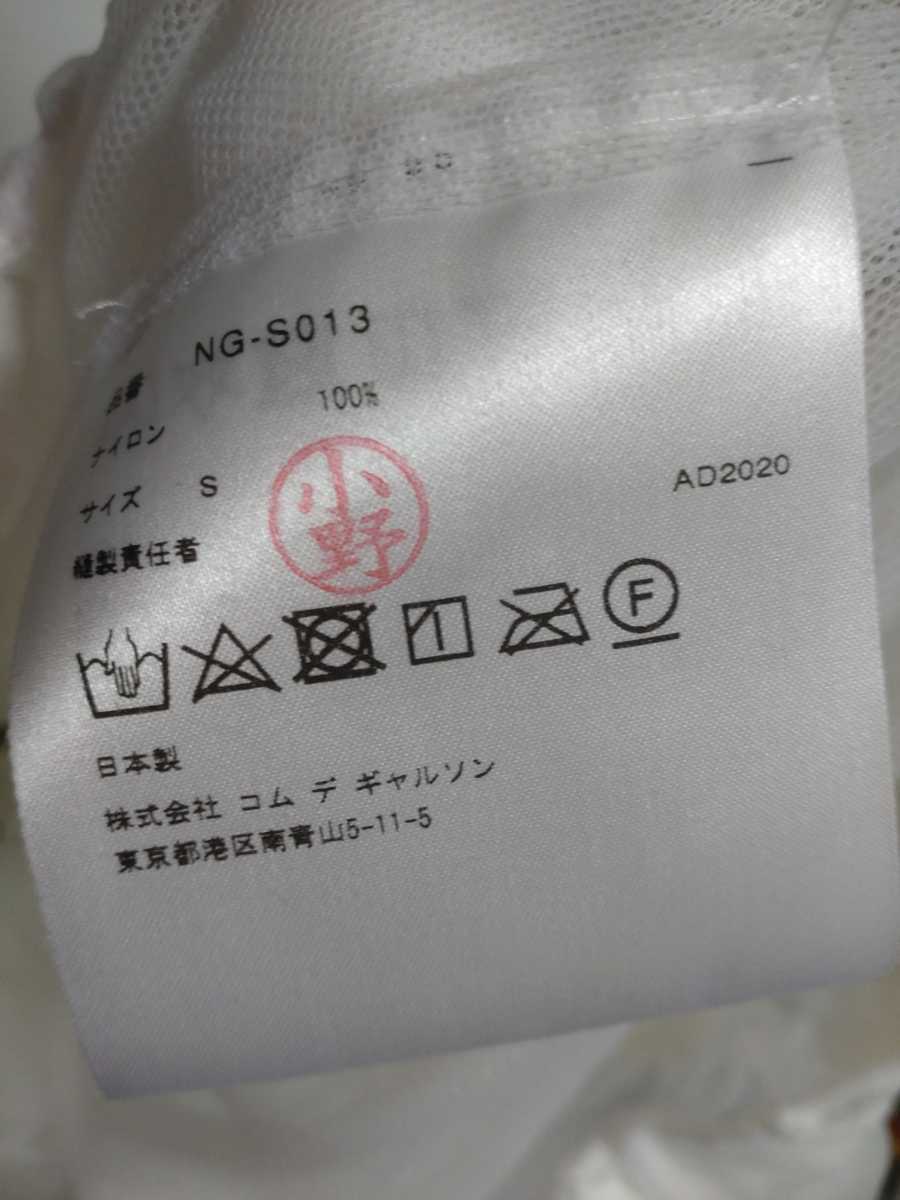 品番 NG-S013
ナイロン 100%
サイズ S
小野
AD2020
縫製責任者
F
日本製
株式会社 コム デ ギャルソン
東京都港区南青山5-11-5